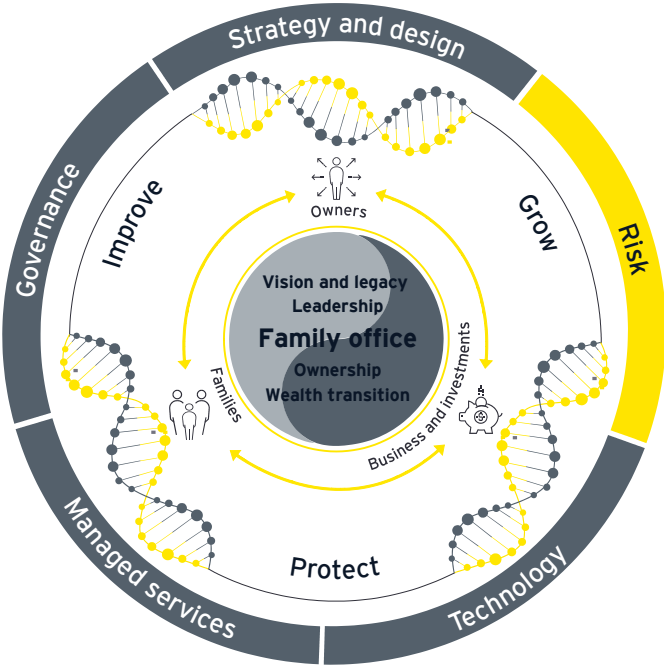 Strategy and design
Governance
Risk
Improve
Grow
Owners
Vision and legacy
Leadership
Family office
Ownership
Wealth transition
Families
Business and investments
Protect
Managed services
Technology